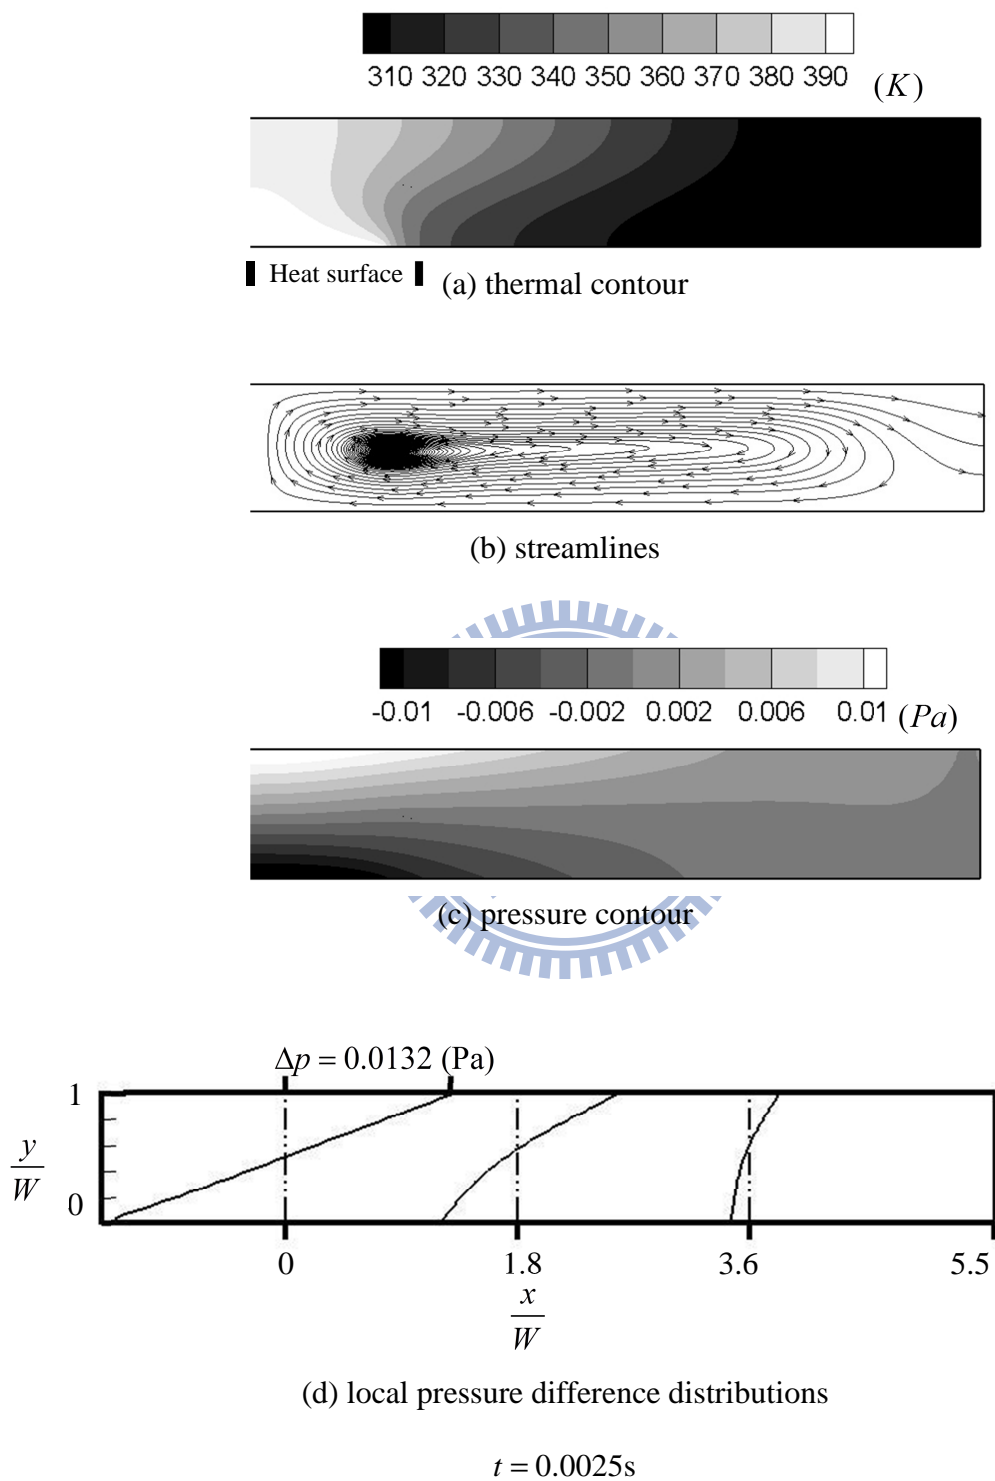 310 320 330 340 350 360 370 380 390
(K)
Heat surface
(a) thermal contour
(b) streamlines
-0.01 -0.006 -0.002 0.002 0.006 0.01 (Pa)
(c) pressure contour
Δp = 0.0132 (Pa)
1
y
W
0
0 1.8 3.6 5.5
x
W
(d) local pressure difference distributions
t = 0.0025s